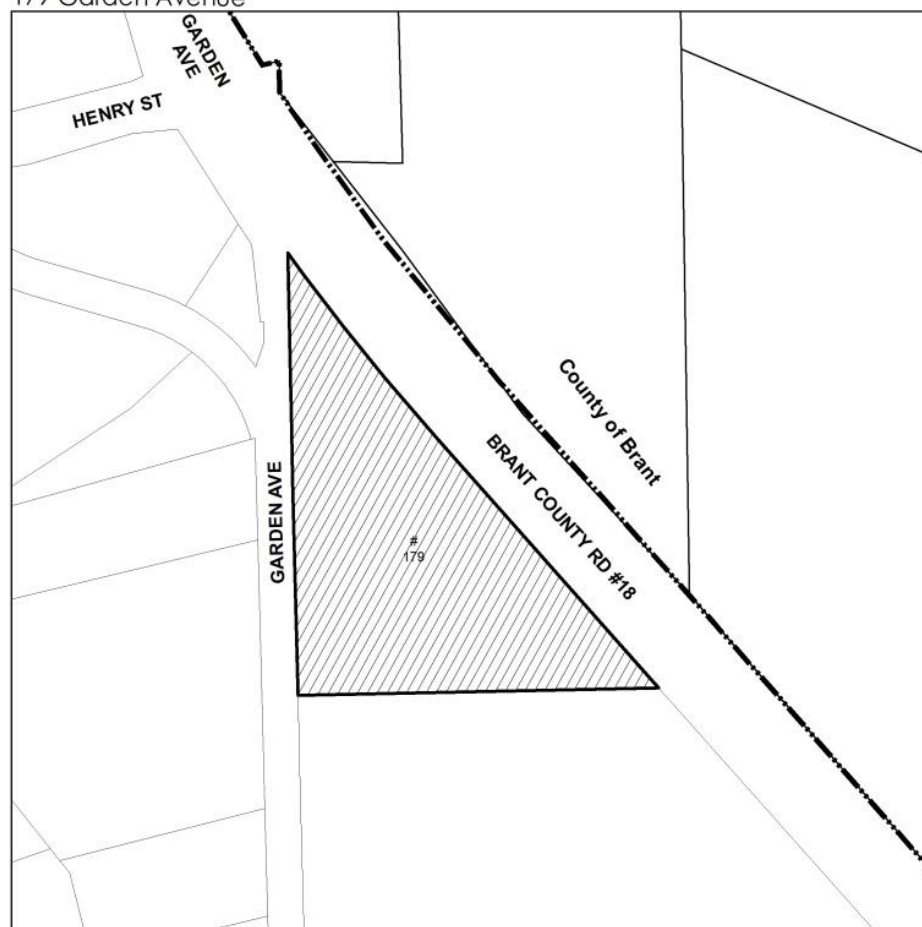 179 Garden Avenue
GARDEN
AVE
HENRY ST
County of Brant
BRANT COUNTY RD #18
GARDEN AVE
#
179